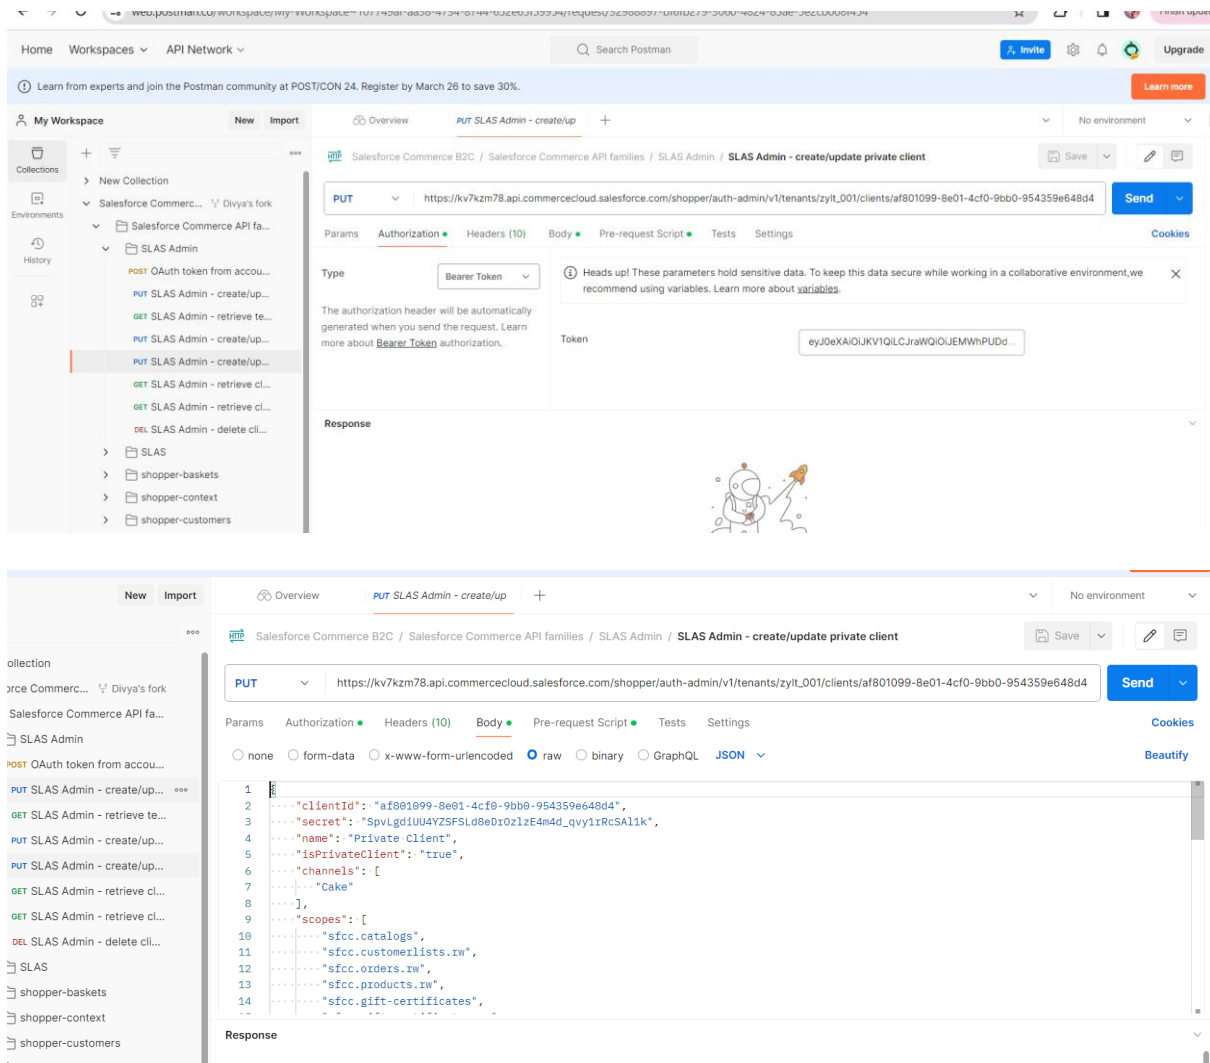 Home Workspaces API Network Search Postman Invite Upgrade
Learn from experts and join the Postman community at POST/CON 24. Register by March 26 to save 30%. Learn more
My Workspace New Import Overview PUT SLAS Admin - create/up No environment
Collections
Environments
History
New Collection
Salesforce Commerc... Divya's fork
Salesforce Commerce API fa...
SLAS Admin
POST OAuth token from accou...
PUT SLAS Admin - create/up...
GET SLAS Admin - retrieve te...
PUT SLAS Admin - create/up...
PUT SLAS Admin - create/up...
GET SLAS Admin - retrieve cl...
GET SLAS Admin - retrieve cl...
DEL SLAS Admin - delete cli...
SLAS
shopper-baskets
shopper-context
shopper-customers
HTTP Salesforce Commerce B2C / Salesforce Commerce API families / SLAS Admin / SLAS Admin - create/update private client Save
PUT https://kv7kzm78.api.commercecloud.salesforce.com/shopper/auth-admin/v1/tenants/zylt_001/clients/af801099-8e01-4cf0-9bb0-954359e648d4 Send
Params Authorization Headers (10) Body Pre-request Script Tests Settings Cookies
Type Bearer Token
The authorization header will be automatically
generated when you send the request. Learn
more about Bearer Token authorization.
Heads up! These parameters hold sensitive data. To keep this data secure while working in a collaborative environment,we
recommend using variables. Learn more about variables.
Token eyJ0eXAiOiJKV1QiLCJraWQiOiJEMWhPUDd...
Response
New Import Overview PUT SLAS Admin - create/up No environment
ollection
Divya's fork
Salesforce Commerce API fa...
SLAS Admin
POST OAuth token from accou...
PUT SLAS Admin - create/up...
GET SLAS Admin - retrieve te...
PUT SLAS Admin - create/up...
PUT SLAS Admin - create/up...
GET SLAS Admin - retrieve cl...
GET SLAS Admin - retrieve cl...
DEL SLAS Admin - delete cli...
SLAS
shopper-baskets
shopper-context
shopper-customers
HTTP Salesforce Commerce B2C / Salesforce Commerce API families / SLAS Admin / SLAS Admin - create/update private client Save
PUT https://kv7kzm78.api.commercecloud.salesforce.com/shopper/auth-admin/v1/tenants/zylt_001/clients/af801099-8e01-4cf0-9bb0-954359e648d4 Send
Params Authorization Headers (10) Body Pre-request Script Tests Settings Cookies
none form-data x-www-form-urlencoded raw binary GraphQL JSON Beautify
1 {
2 "clientId": "af801099-8e01-4cf0-9bb0-954359e648d4",
3 "secret": "SpvLgdiUU4YZSFSLd8eDrOzlzE4m4d_qvy1rRcSAl1k",
4 "name": "Private Client",
5 "isPrivateClient": "true",
6 "channels": [
7 "Cake"
8 ],
9 "scopes": [
10 "sfcc.catalogs",
11 "sfcc.customerlists.rw",
12 "sfcc.orders.rw",
13 "sfcc.products.rw",
14 "sfcc.gift-certificates",
Response